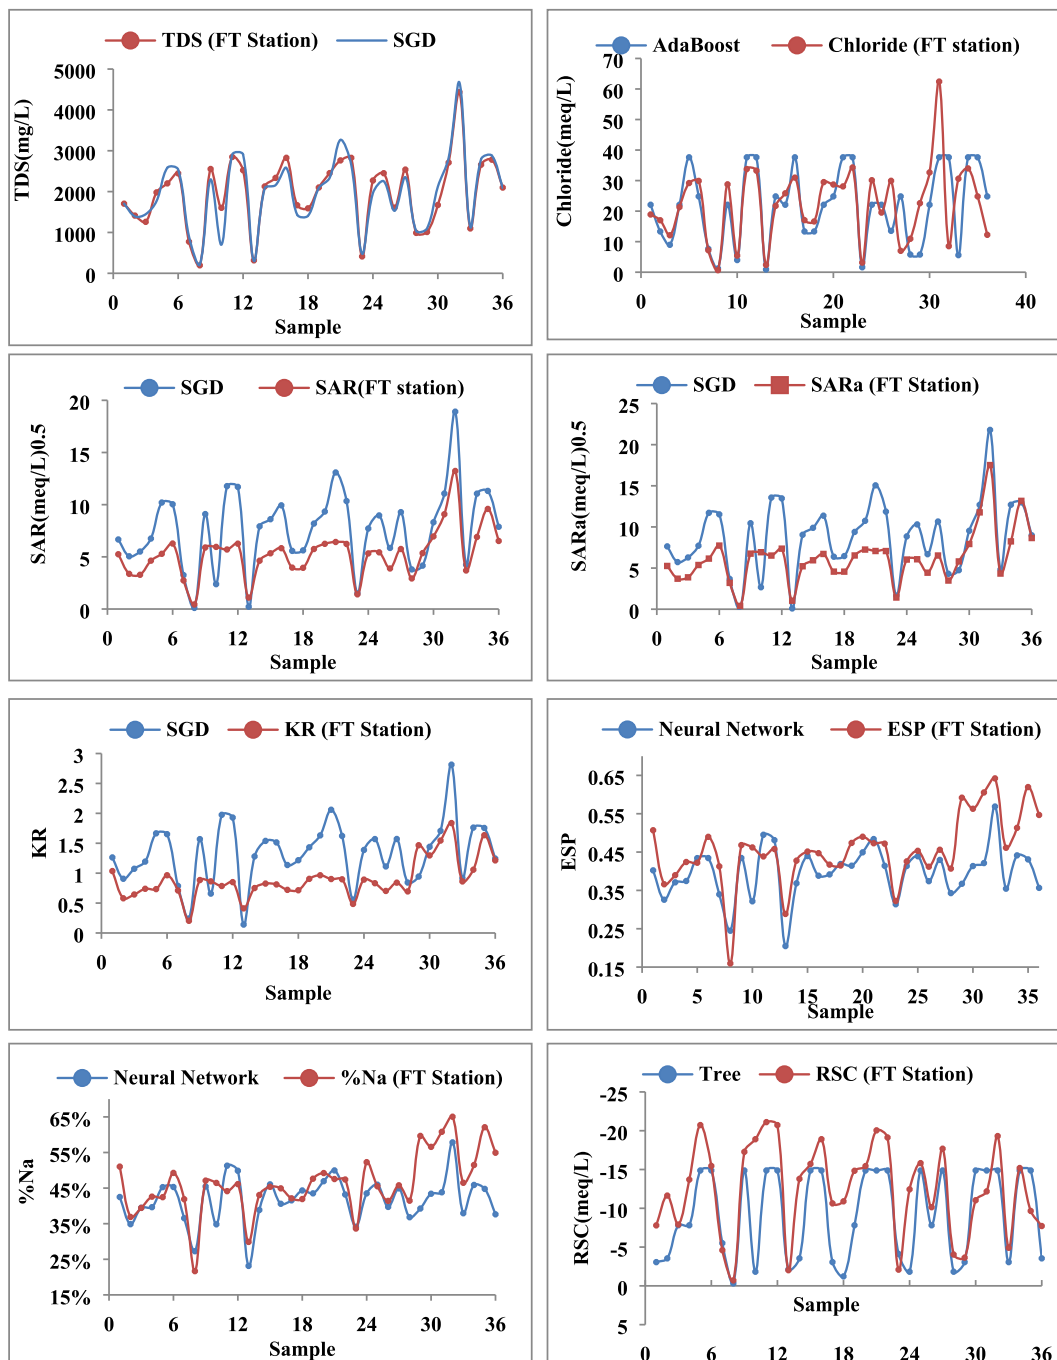 TDS (FT Station) SGD
TDS(mg/L)
5000
4000
3000
2000
1000
0
0 6 12 18 24 30 36
Sample
AdaBoost Chloride (FT station)
Chloride(meq/L)
70
60
50
40
30
20
10
0
0 10 20 30 40
Sample
SGD SAR(FT station)
SAR(meq/L)0.5
20
15
10
5
0
0 6 12 18 24 30 36
Sample
SGD SARa (FT Station)
SARa(meq/L)0.5
25
20
15
10
5
0
0 6 12 18 24 30 36
Sample
SGD KR (FT Station)
KR
3
2.5
2
1.5
1
0.5
0
0 6 12 18 24 30 36
Sample
Neural Network ESP (FT Station)
ESP
0.65
0.55
0.45
0.35
0.25
0.15
0 5 10 15 20 25 30 35
Sample
Neural Network %Na (FT Station)
%Na
65%
55%
45%
35%
25%
15%
0 6 12 18 24 30 36
Sample
Tree RSC (FT Station)
RSC(meq/L)
-25
-20
-15
-10
-5
0
5
Sample
0 6 12 18 24 30 36